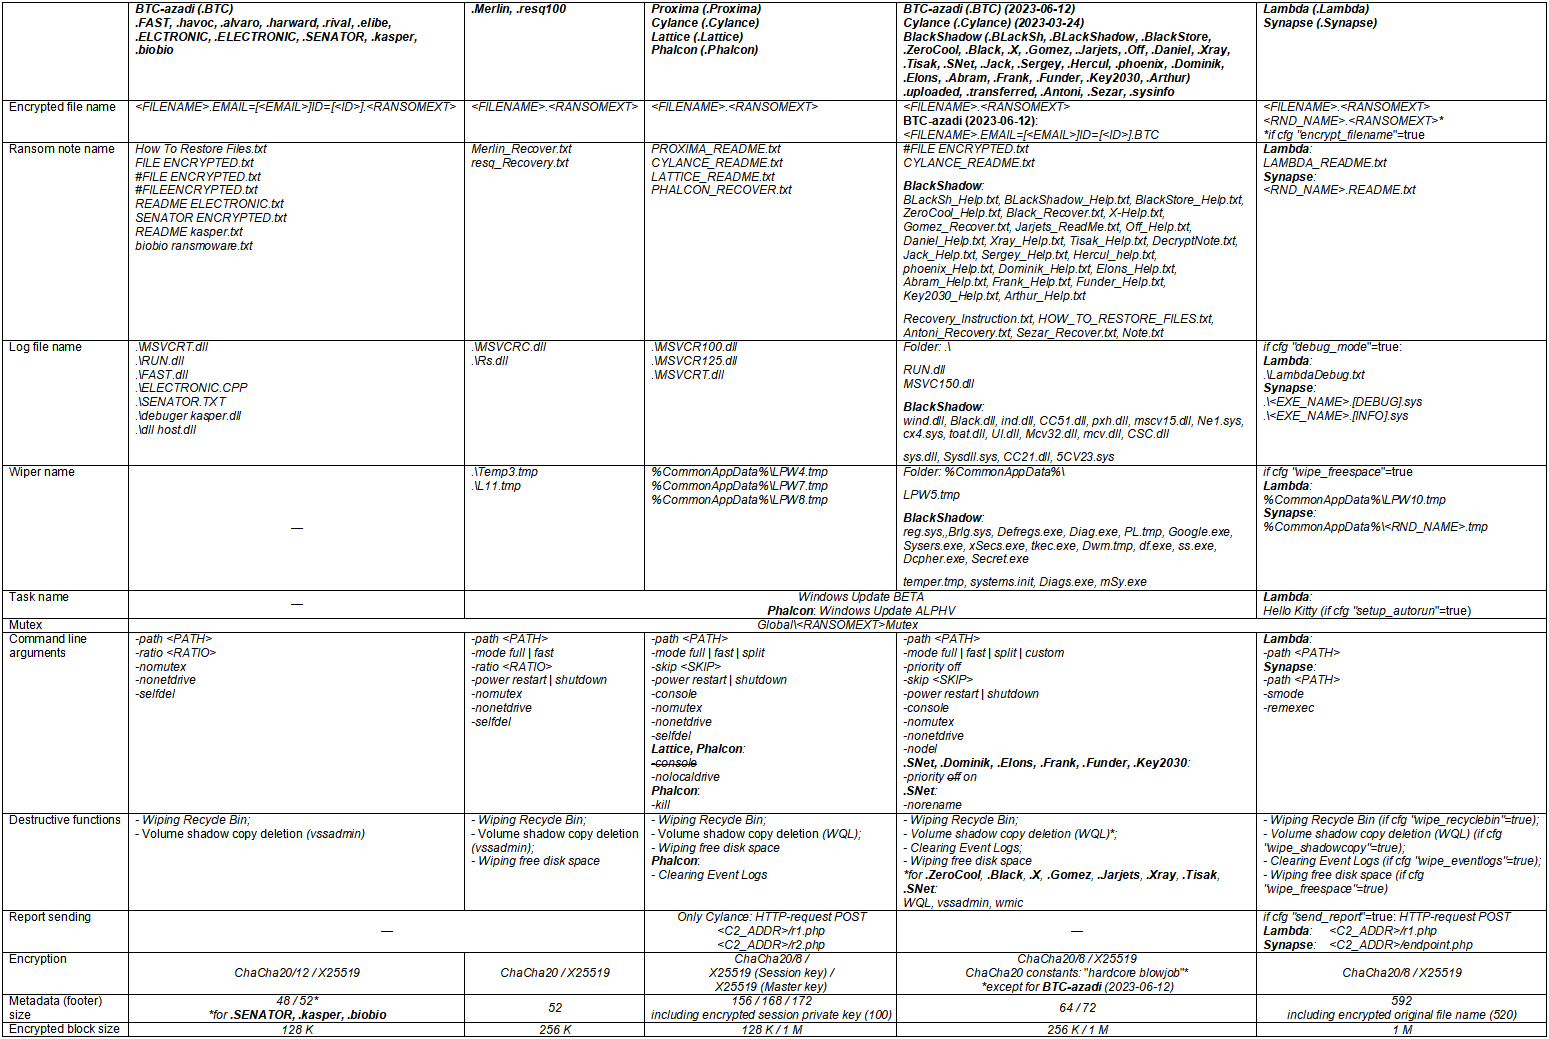 BTC-azadi (.BTC)
.FAST, .havoc, .alvaro, .harward, .rival, .elibe,
.ELCTRONIC, .ELECTRONIC, .SENATOR, .kasper,
.biobio
.Merlin, .resq100
Proxima (.Proxima)
Cylance (.Cylance)
Lattice (.Lattice)
Phalcon (.Phalcon)
BTC-azadi (.BTC) (2023-06-12)
Cylance (.Cylance) (2023-03-24)
BlackShadow (.BLackSh, .BLackShadow, .BlackStore,
.ZeroCool, .Black, .X, .Gomez, .Jarjets, .Off, .Daniel, .Xray,
.Tisak, .SNet, .Jack, .Sergey, .Hercul, .phoenix, .Dominik,
.Elons, .Abram, .Frank, .Funder, .Key2030, .Arthur)
.uploaded, .transferred, .Antoni, .Sezar, .sysinfo
Lambda (.Lambda)
Synapse (.Synapse)
Encrypted file name
<FILENAME>.EMAIL=[<EMAIL>]ID=[<ID>].<RANSOMEXT>
<FILENAME>.<RANSOMEXT>
<FILENAME>.<RANSOMEXT>
<FILENAME>.<RANSOMEXT>
BTC-azadi (2023-06-12):
<FILENAME>.EMAIL=[<EMAIL>]ID=[<ID>].BTC
<FILENAME>.<RANSOMEXT>
<RND_NAME>.<RANSOMEXT>*
*if cfg "encrypt_filename"=true
Ransom note name
How To Restore Files.txt
FILE ENCRYPTED.txt
#FILE ENCRYPTED.txt
#FILEENCRYPTED.txt
README ELECTRONIC.txt
SENATOR ENCRYPTED.txt
README kasper.txt
biobio ransmoware.txt
Merlin_Recover.txt
resq_Recovery.txt
PROXIMA_README.txt
CYLANCE_README.txt
LATTICE_README.txt
PHALCON_RECOVER.txt
#FILE ENCRYPTED.txt
CYLANCE_README.txt
BlackShadow:
BLackSh_Help.txt, BLackShadow_Help.txt, BlackStore_Help.txt,
ZeroCool_Help.txt, Black_Recover.txt, X-Help.txt,
Gomez_Recover.txt, Jarjets_ReadMe.txt, Off_Help.txt,
Daniel_Help.txt, Xray_Help.txt, Tisak_Help.txt, DecryptNote.txt,
Jack_Help.txt, Sergey_Help.txt, Hercul_help.txt,
phoenix_Help.txt, Dominik_Help.txt, Elons_Help.txt,
Abram_Help.txt, Frank_Help.txt, Funder_Help.txt,
Key2030_Help.txt, Arthur_Help.txt
Recovery_Instruction.txt, HOW_TO_RESTORE_FILES.txt,
Antoni_Recovery.txt, Sezar_Recover.txt, Note.txt
Lambda:
LAMBDA_README.txt
Synapse:
<RND_NAME>.README.txt
Log file name
.\MSVCRT.dll
.\RUN.dll
.\FAST.dll
.\ELECTRONIC.CPP
.\SENATOR.TXT
.\debuger kasper.dll
.\dll host.dll
.\MSVCRC.dll
.\Rs.dll
.\MSVCR100.dll
.\MSVCR125.dll
.\MSVCRT.dll
Folder: .\
RUN.dll
MSVC150.dll
BlackShadow:
wind.dll, Black.dll, ind.dll, CC51.dll, pxh.dll, mscv15.dll, Ne1.sys,
cx4.sys, toat.dll, UI.dll, Mcv32.dll, mcv.dll, CSC.dll
sys.dll, Sysdll.sys, CC21.dll, 5CV23.sys
if cfg "debug_mode"=true:
Lambda:
.\LambdaDebug.txt
Synapse:
.\<EXE_NAME>.[DEBUG].sys
.\<EXE_NAME>.[INFO].sys
Wiper name
—
.\Temp3.tmp
.\L11.tmp
%CommonAppData%\LPW4.tmp
%CommonAppData%\LPW7.tmp
%CommonAppData%\LPW8.tmp
Folder: %CommonAppData%\
LPW5.tmp
BlackShadow:
reg.sys,,Brlg.sys, Defregs.exe, Diag.exe, PL.tmp, Google.exe,
Sysers.exe, xSecs.exe, tkec.exe, Dwm.tmp, df.exe, ss.exe,
Dcpher.exe, Secret.exe
temper.tmp, systems.init, Diags.exe, mSy.exe
if cfg "wipe_freespace"=true
Lambda:
%CommonAppData%\LPW10.tmp
Synapse:
%CommonAppData%\<RND_NAME>.tmp
Task name
—
Windows Update BETA
Phalcon: Windows Update ALPHV
Lambda:
Hello Kitty (if cfg "setup_autorun"=true)
Mutex
Global\<RANSOMEXT>Mutex
Command line
arguments
-path <PATH>
-ratio <RATIO>
-nomutex
-nonetdrive
-selfdel
-path <PATH>
-mode full | fast
-ratio <RATIO>
-power restart | shutdown
-nomutex
-nonetdrive
-selfdel
-path <PATH>
-mode full | fast | split
-skip <SKIP>
-power restart | shutdown
-console
-nomutex
-nonetdrive
-selfdel
Lattice, Phalcon:
-console
-nolocaldrive
Phalcon:
-kill
-path <PATH>
-mode full | fast | split | custom
-priority off
-skip <SKIP>
-power restart | shutdown
-console
-nomutex
-nonetdrive
-nodel
.SNet, .Dominik, .Elons, .Frank, .Funder, .Key2030:
-priority off on
.SNet:
-norename
Lambda:
-path <PATH>
Synapse:
-path <PATH>
-smode
-remexec
Destructive functions
- Wiping Recycle Bin;
- Volume shadow copy deletion (vssadmin)
- Wiping Recycle Bin;
- Volume shadow copy deletion
(vssadmin);
- Wiping free disk space
- Wiping Recycle Bin;
- Volume shadow copy deletion (WQL);
- Wiping free disk space
Phalcon:
- Clearing Event Logs
- Wiping Recycle Bin;
- Volume shadow copy deletion (WQL)*;
- Clearing Event Logs;
- Wiping free disk space
*for .ZeroCool, .Black, .X, .Gomez, .Jarjets, .Xray, .Tisak,
.SNet:
WQL, vssadmin, wmic
- Wiping Recycle Bin (if cfg "wipe_recyclebin"=true);
- Volume shadow copy deletion (WQL) (if cfg
"wipe_shadowcopy"=true);
- Clearing Event Logs (if cfg "wipe_eventlogs"=true);
- Wiping free disk space (if cfg
"wipe_freespace"=true)
Report sending
—
Only Cylance: HTTP-request POST
<C2_ADDR>/r1.php
<C2_ADDR>/r2.php
—
if cfg "send_report"=true: HTTP-request POST
Lambda: <C2_ADDR>/r1.php
Synapse: <C2_ADDR>/endpoint.php
Encryption
ChaCha20/12 / X25519
ChaCha20 / X25519
ChaCha20/8 /
X25519 (Session key) /
X25519 (Master key)
ChaCha20/8 / X25519
ChaCha20 constants: "hardcore blowjob"*
*except for BTC-azadi (2023-06-12)
ChaCha20/8 / X25519
Metadata (footer)
size
48 / 52*
*for .SENATOR, .kasper, .biobio
52
156 / 168 / 172
including encrypted session private key (100)
64 / 72
592
including encrypted original file name (520)
Encrypted block size
128 K
256 K
128 K / 1 M
256 K / 1 M
1 M